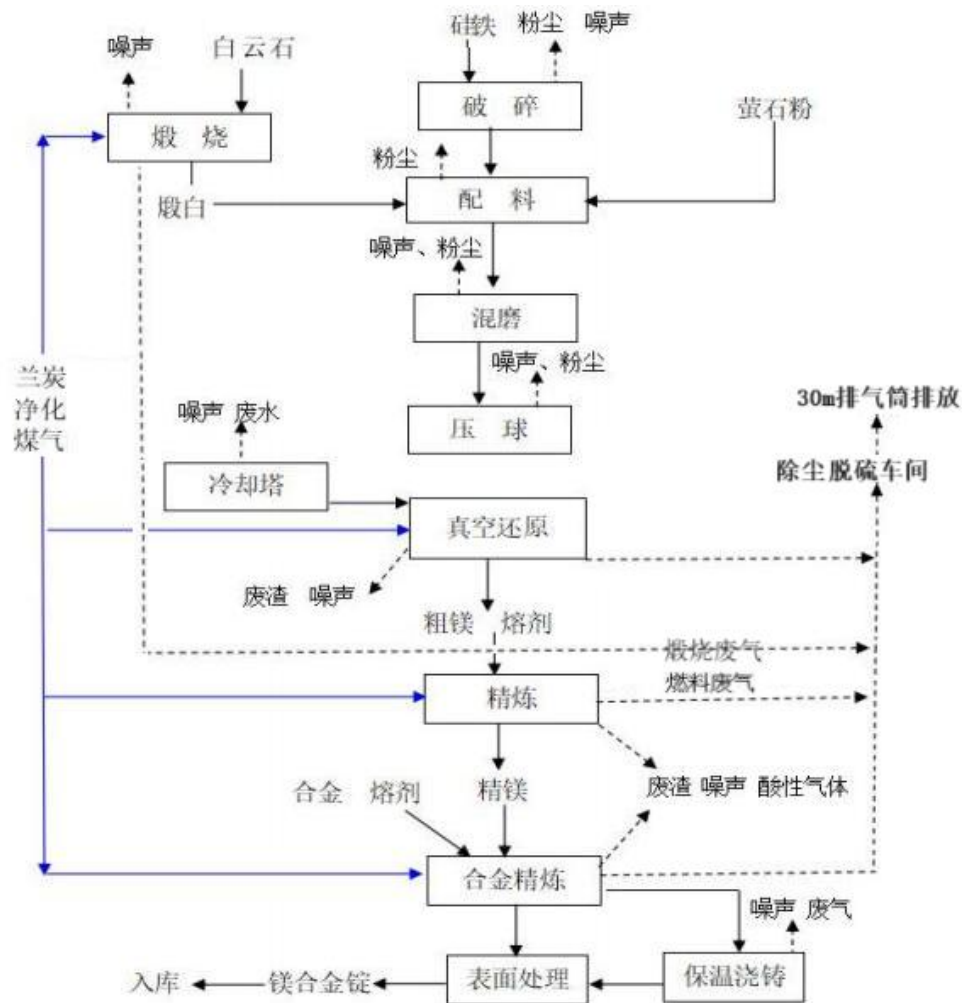 硅铁 粉尘 噪声
噪声 白云石
破 碎
萤石粉
煅 烧
粉尘
煅白
配 料
噪声、粉尘
混磨
噪声、粉尘
兰炭
净化
煤气
30m排气筒排放
噪声 废水
压 球
除尘脱硫车间
冷却塔
真空还原
废渣 噪声
粗镁 熔剂
煅烧废气
燃料废气
精炼
合金 熔剂
精镁
废渣 噪声 酸性气体
合金精炼
噪声 废气
入库
镁合金锭
表面处理
保温浇铸